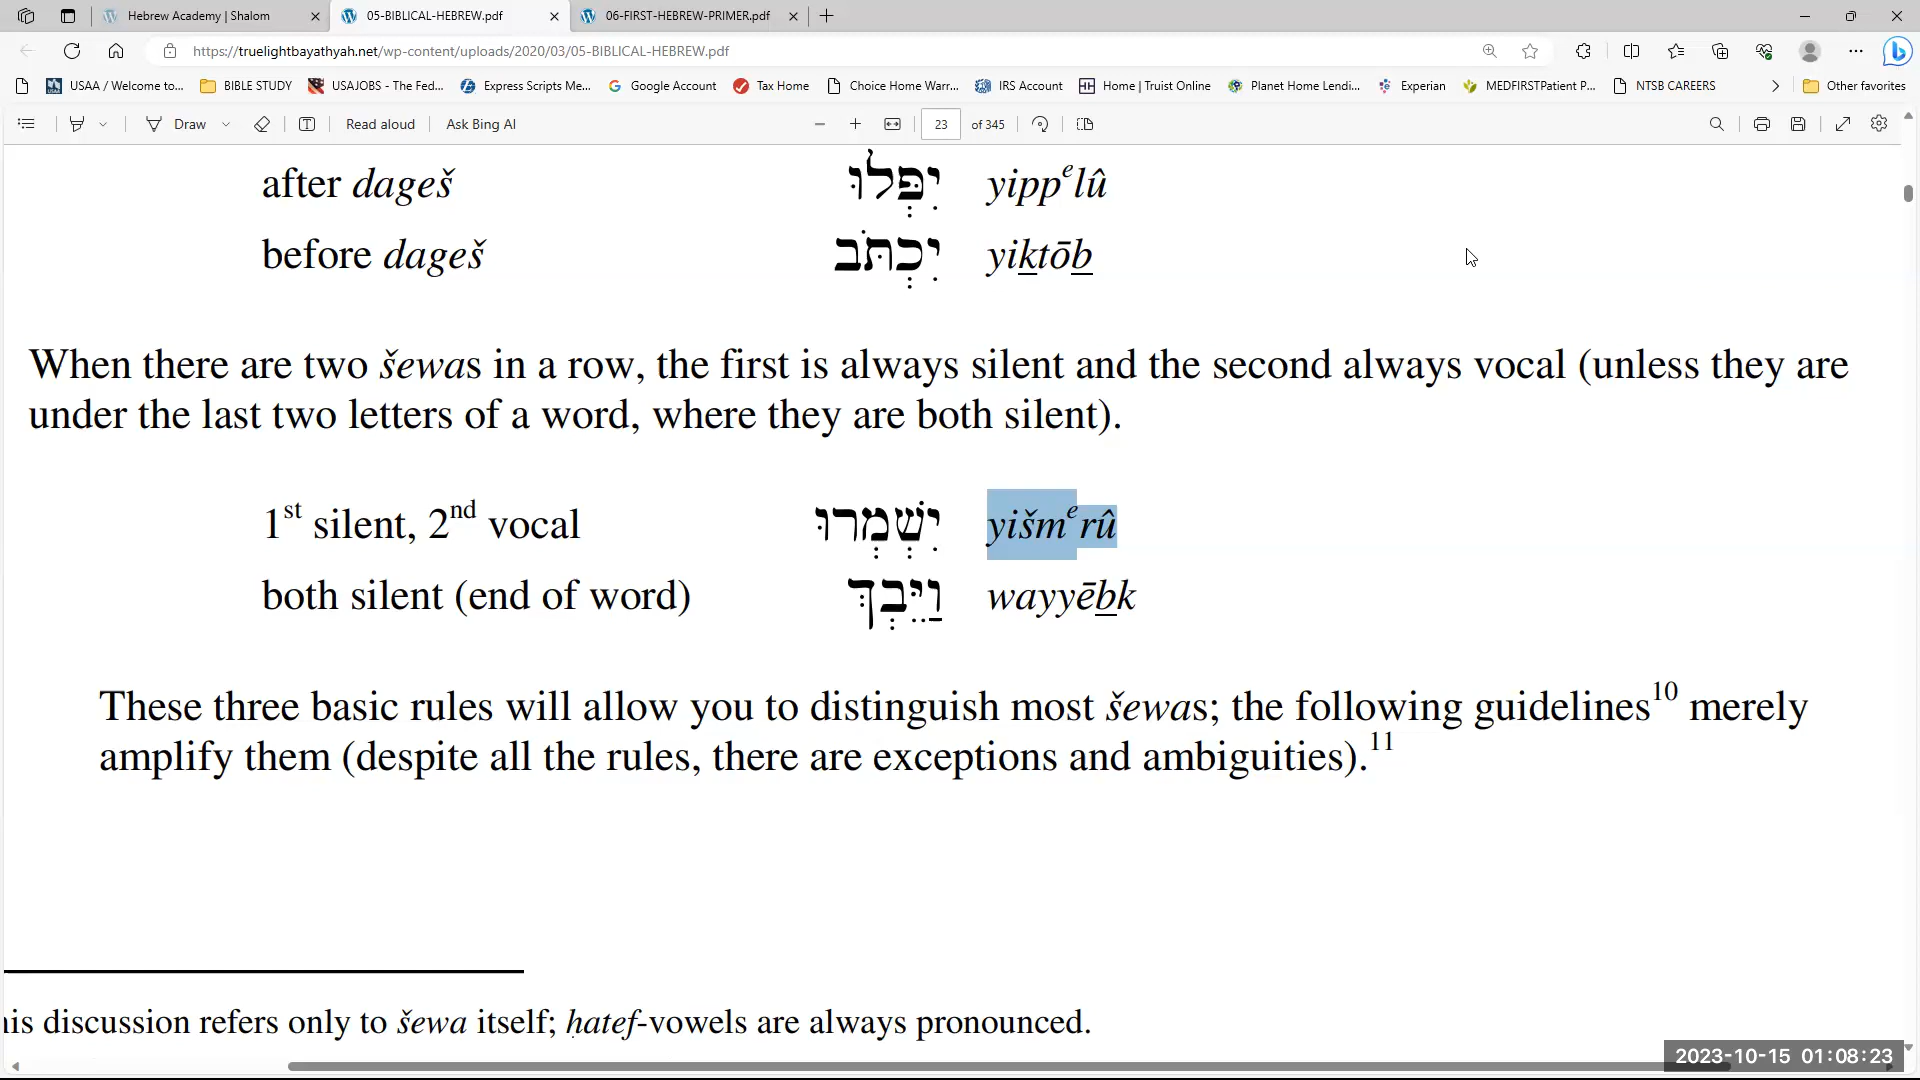 Hebrew Academy | Shalom
05-BIBLICAL-HEBREW.pdf
06-FIRST-HEBREW-PRIMER.pdf
https://truelightbayathyah.net/wp-content/uploads/2020/03/05-BIBLICAL-HEBREW.pdf
USAA / Welcome to... BIBLE STUDY USAJOBS - The Fed... Express Scripts Me... Google Account Tax Home Choice Home Warr... IRS Account Home | Truist Online Planet Home Lendi... Experian MEDFIRSTPatient P... NTSB CAREERS Other favorites
Draw Read aloud Ask Bing AI 23 of 345
after dageš יִפְּלוּ yippᵉlû
before dageš יִכְתֹּב yiḵtōḇ
When there are two šewas in a row, the first is always silent and the second always vocal (unless they are
under the last two letters of a word, where they are both silent).
1st silent, 2nd vocal יִשְׁמְרוּ yišmᵉrû
both silent (end of word) וַיֵּבְךְ wayyēḇk
These three basic rules will allow you to distinguish most šewas; the following guidelines10 merely
amplify them (despite all the rules, there are exceptions and ambiguities).11
his discussion refers only to šewa itself; ḥatef-vowels are always pronounced.
2023-10-15 01:08:23